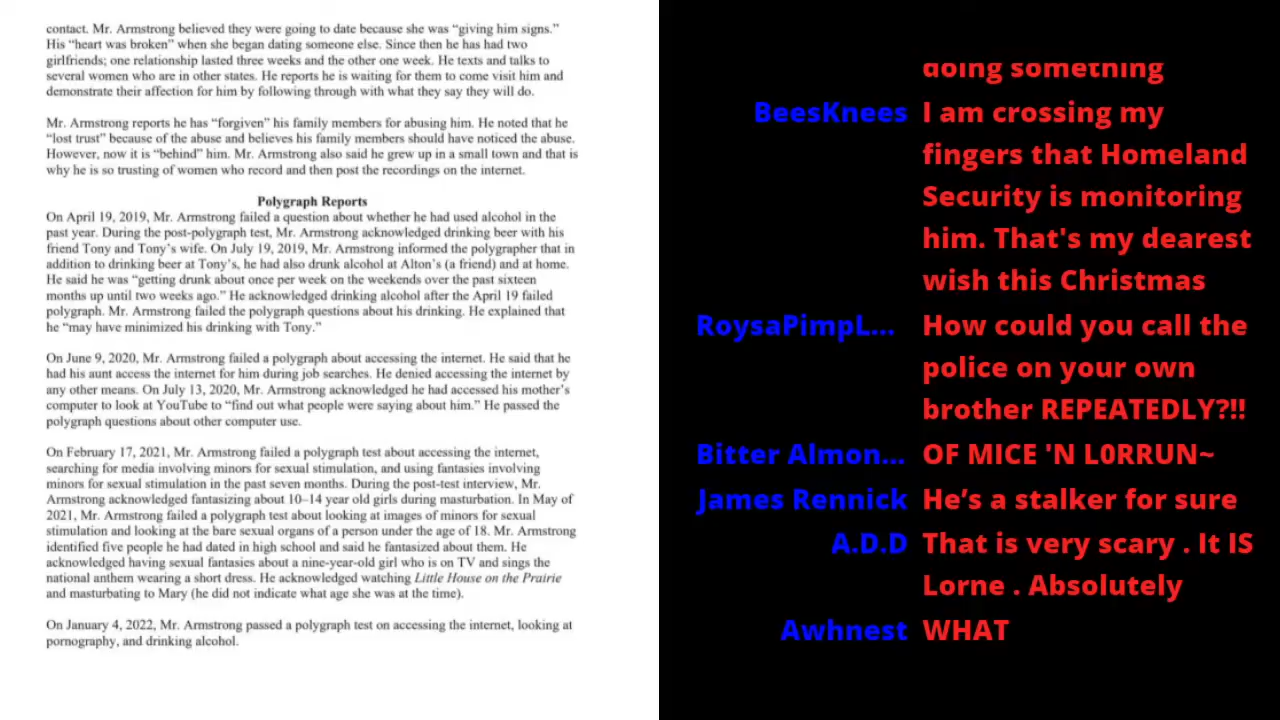 contact. Mr. Armstrong believed they were going to date because she was “giving him signs.”
His “heart was broken” when she began dating someone else. Since then he has had two
girlfriends; one relationship lasted three weeks and the other one week. He texts and talks to
several women who are in other states. He reports he is waiting for them to come visit him and
demonstrate their affection for him by following through with what they say they will do.
Mr. Armstrong reports he has “forgiven” his family members for abusing him. He noted that he
“lost trust” because of the abuse and believes his family members should have noticed the abuse.
However, now it is “behind” him. Mr. Armstrong also said he grew up in a small town and that is
why he is so trusting of women who record and then post the recordings on the internet.
Polygraph Reports
On April 19, 2019, Mr. Armstrong failed a question about whether he had used alcohol in the
past year. During the post-polygraph test, Mr. Armstrong acknowledged drinking beer with his
friend Tony and Tony’s wife. On July 19, 2019, Mr. Armstrong informed the polygrapher that in
addition to drinking beer at Tony’s, he had also drunk alcohol at Alton’s (a friend) and at home.
He said he was “getting drunk about once per week on the weekends over the past sixteen
months up until two weeks ago.” He acknowledged drinking alcohol after the April 19 failed
polygraph. Mr. Armstrong failed the polygraph questions about his drinking. He explained that
he “may have minimized his drinking with Tony.”
On June 9, 2020, Mr. Armstrong failed a polygraph about accessing the internet. He said that he
had his aunt access the internet for him during job searches. He denied accessing the internet by
any other means. On July 13, 2020, Mr. Armstrong acknowledged he had accessed his mother’s
computer to look at YouTube to “find out what people were saying about him.” He passed the
polygraph questions about other computer use.
On February 17, 2021, Mr. Armstrong failed a polygraph test about accessing the internet,
searching for media involving minors for sexual stimulation, and using fantasies involving
minors for sexual stimulation in the past seven months. During the post-test interview, Mr.
Armstrong acknowledged fantasizing about 10–14 year old girls during masturbation. In May of
2021, Mr. Armstrong failed a polygraph test about looking at images of minors for sexual
stimulation and looking at the bare sexual organs of a person under the age of 18. Mr. Armstrong
identified five people he had dated in high school and said he fantasized about them. He
acknowledged having sexual fantasies about a nine-year-old girl who is on TV and sings the
national anthem wearing a short dress. He acknowledged watching Little House on the Prairie
and masturbating to Mary (he did not indicate what age she was at the time).
On January 4, 2022, Mr. Armstrong passed a polygraph test on accessing the internet, looking at
pornography, and drinking alcohol.
doing something
BeesKnees I am crossing my
fingers that Homeland
Security is monitoring
him. That's my dearest
wish this Christmas
RoysaPimpL... How could you call the
police on your own
brother REPEATEDLY?!!
Bitter Almon... OF MICE 'N L0RRUN~
James Rennick He’s a stalker for sure
A.D.D That is very scary . It IS
Lorne . Absolutely
Awhnest WHAT